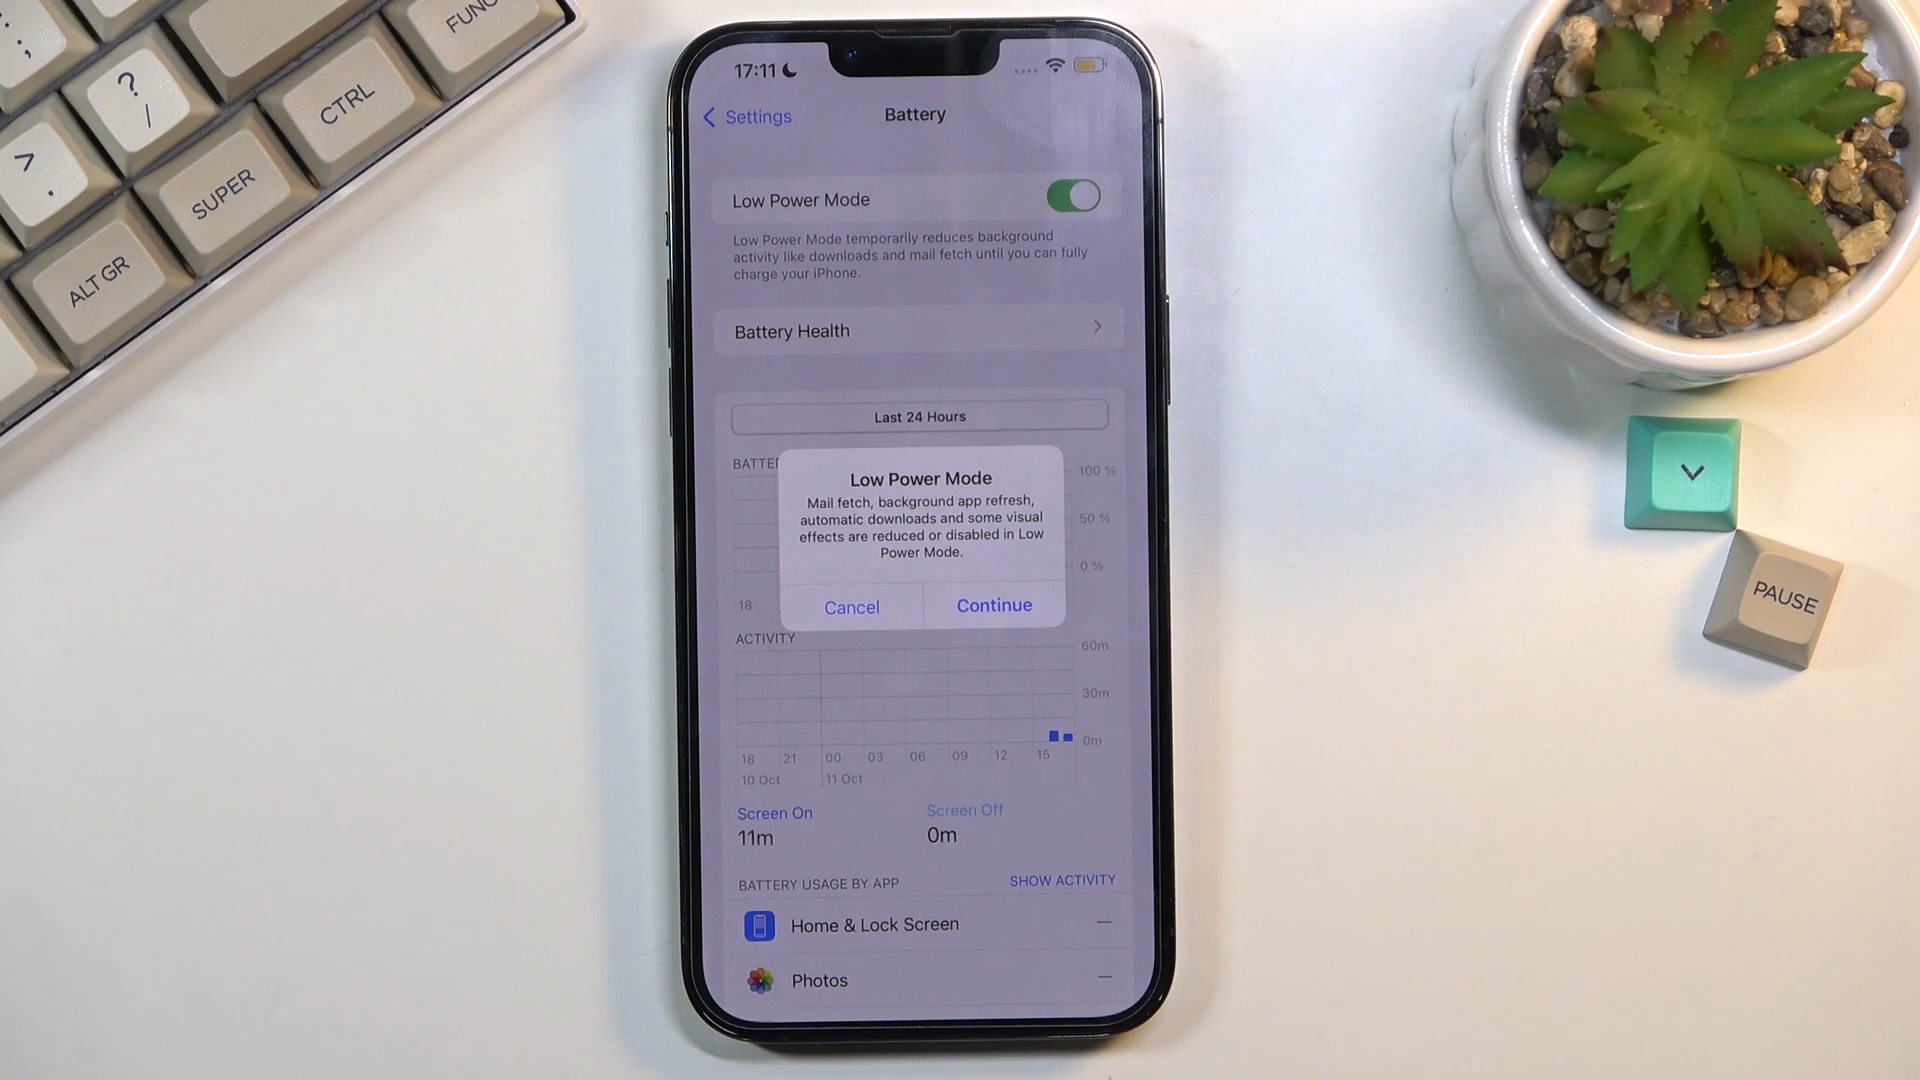 FUNC
? /
CTRL
> .
SUPER
ALT GR
; :
17:11
Settings
Battery
Low Power Mode
Low Power Mode temporarily reduces background
activity like downloads and mail fetch until you can fully
charge your iPhone.
Battery Health
Last 24 Hours
BATTE
100 %
50 %
0 %
18
Low Power Mode
Mail fetch, background app refresh,
automatic downloads and some visual
effects are reduced or disabled in Low
Power Mode.
Cancel
Continue
ACTIVITY
60m
30m
0m
18 21 00 03 06 09 12 15
10 Oct 11 Oct
Screen On
Screen Off
11m
0m
BATTERY USAGE BY APP
SHOW ACTIVITY
Home & Lock Screen
Photos
PAUSE